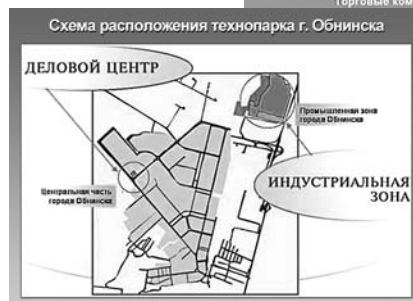 Торговые ком
Схема расположения технопарка г. Обнинска
ДЕЛОВОЙ ЦЕНТР
Промышленная зона
города Обнинска
Центральная часть
города Обнинска
ИНДУСТРИАЛЬНАЯ
ЗОНА